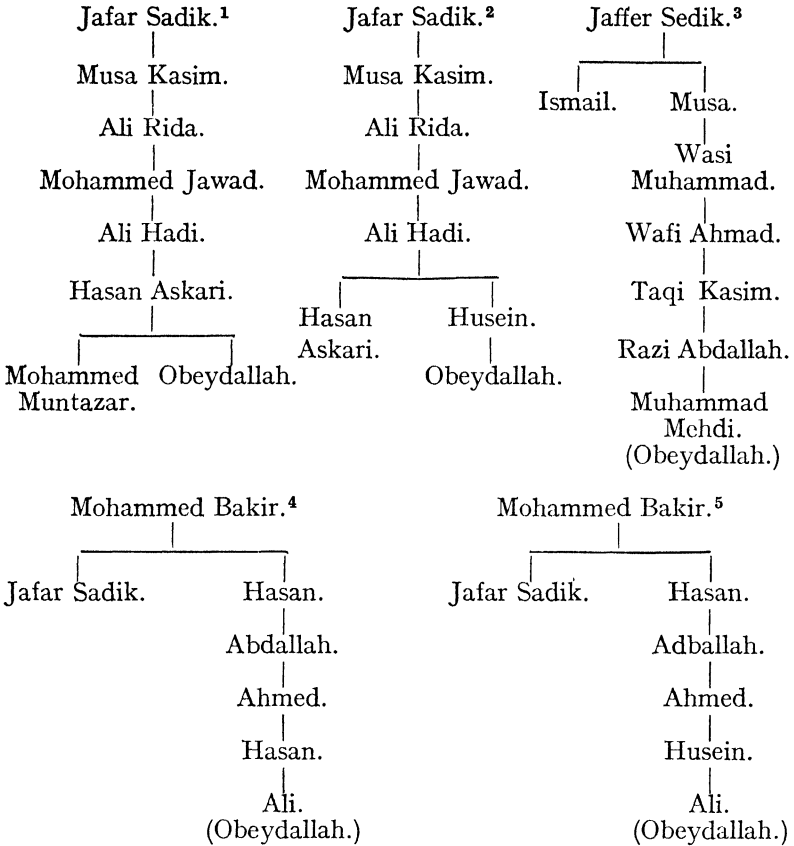 Jafar Sadik.¹
Musa Kasim.
Ali Rida.
Mohammed Jawad.
Ali Hadi.
Hasan Askari.
Mohammed Muntazar.
Obeydallah.
Jafar Sadik.²
Musa Kasim.
Ali Rida.
Mohammed Jawad.
Ali Hadi.
Hasan
Askari.
Husein.
Obeydallah.
Jaffer Sedik.³
Ismail.
Musa.
Wasi
Muhammad.
Wafi Ahmad.
Taqi Kasim.
Razi Abdallah.
Muhammad
Mehdi.
(Obeydallah.)
Mohammed Bakir.⁴
Jafar Sadik.
Hasan.
Abdallah.
Ahmed.
Hasan.
Ali.
(Obeydallah.)
Mohammed Bakir.⁵
Jafar Sadik.
Hasan.
Adballah.
Ahmed.
Husein.
Ali.
(Obeydallah.)